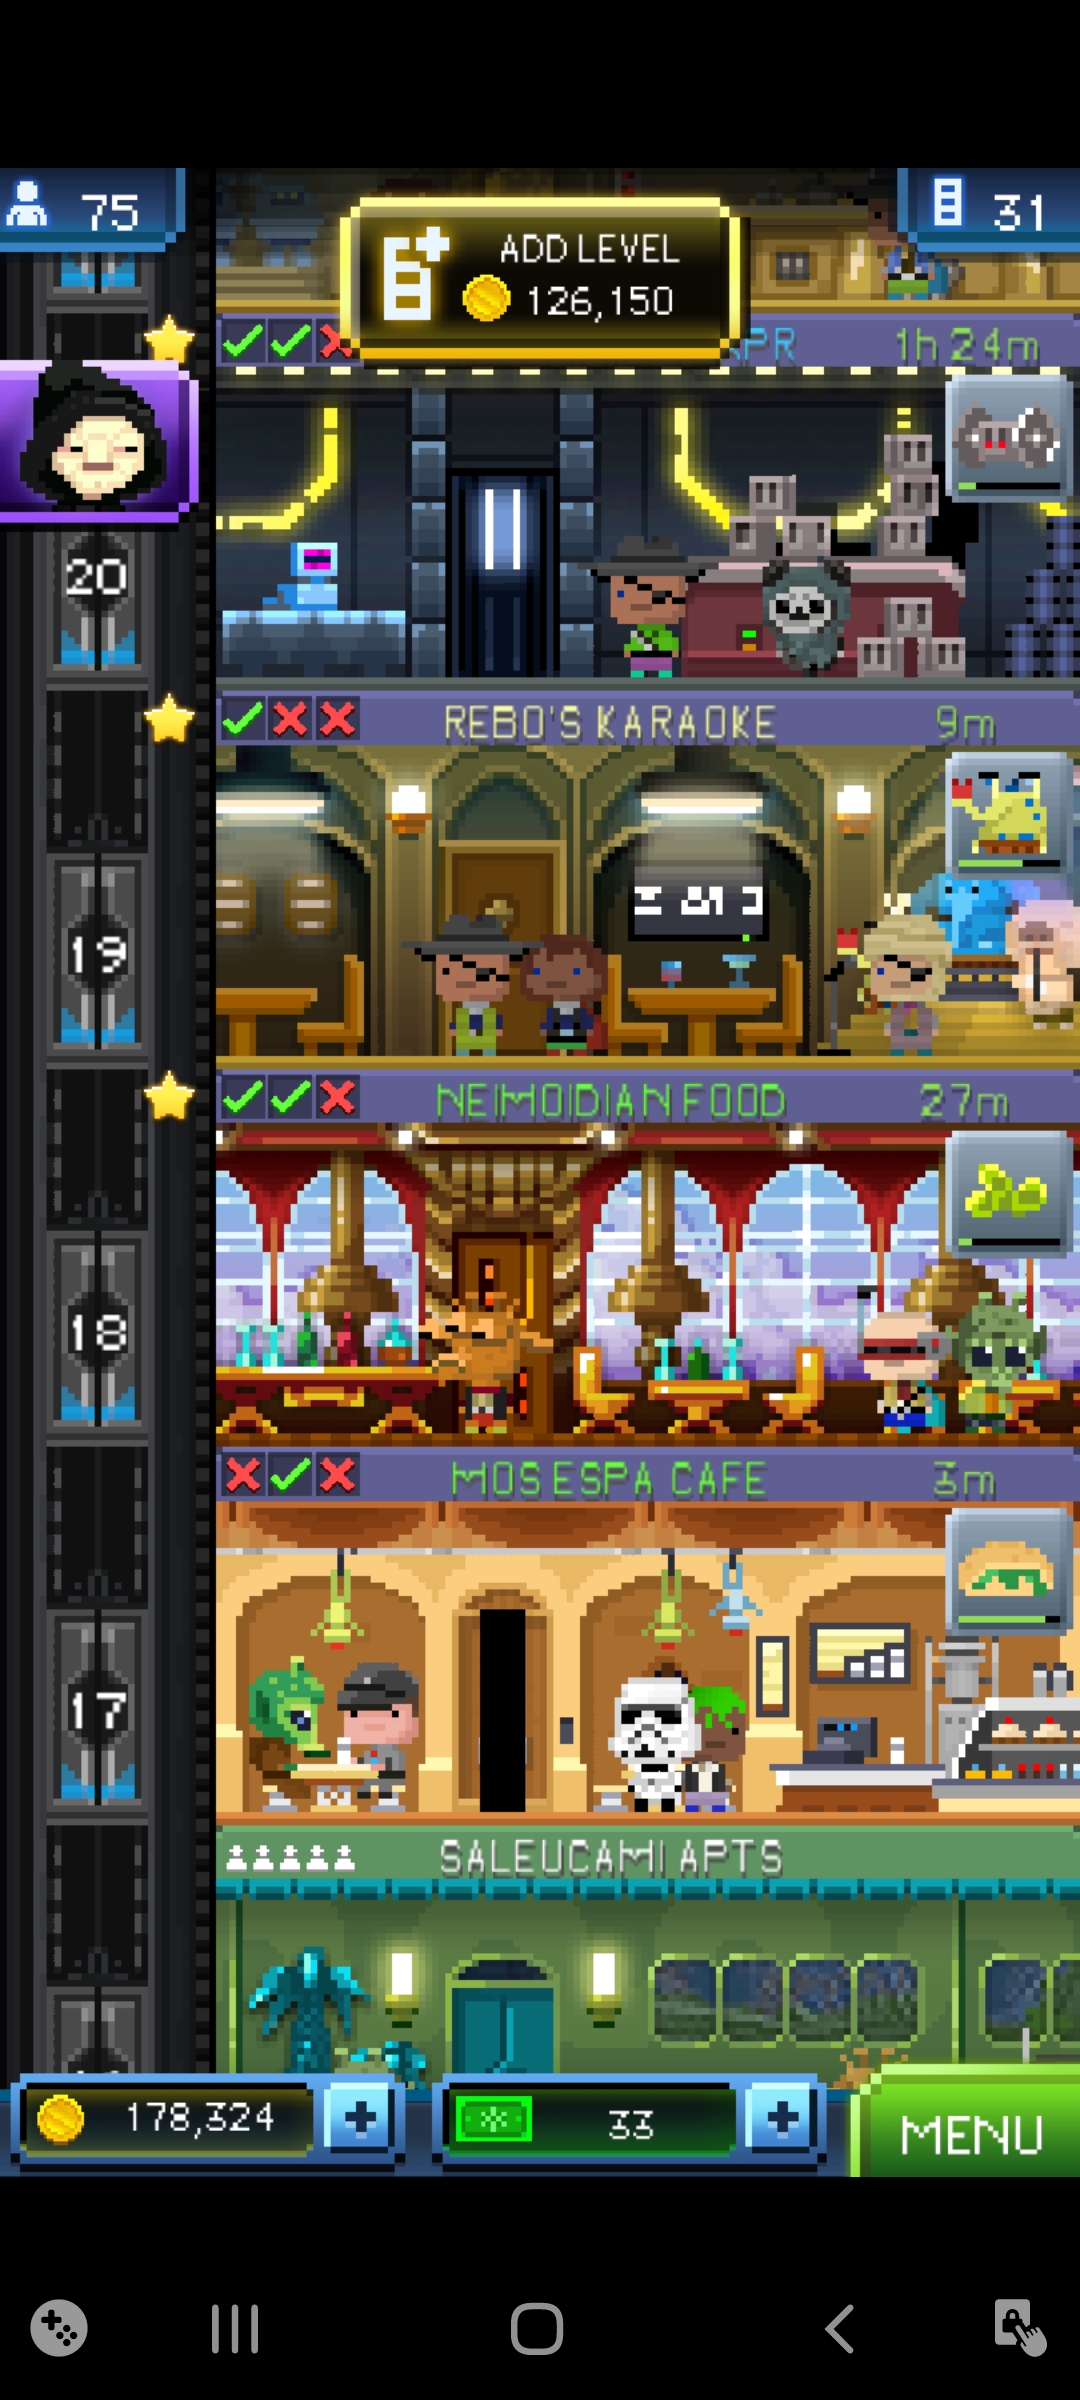 75
31
ADD LEVEL
126,150
1h 24m
20
REBO'S KARAOKE
9m
19
NEIMOIDIAN FOOD
27m
18
MOS ESPA CAFE
3m
17
SALEUCAMI APTS
178,324
33
MENU